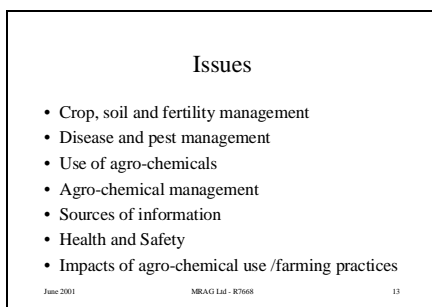 Issues
• Crop, soil and fertility management
• Disease and pest management
• Use of agro-chemicals
• Agro-chemical management
• Sources of information
• Health and Safety
• Impacts of agro-chemical use /farming practices
June 2001 MRAG Ltd - R7668 13